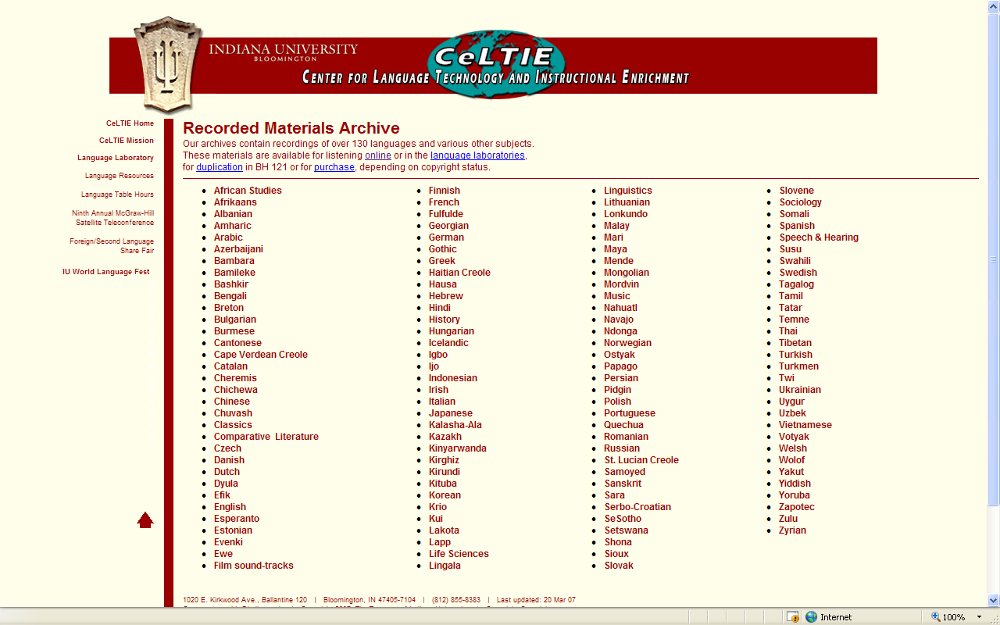 INDIANA UNIVERSITY
BLOOMINGTON
CeLTIE
CENTER FOR LANGUAGE TECHNOLOGY AND INSTRUCTIONAL ENRICHMENT
CeLTIE Home
CeLTIE Mission
Language Laboratory
Language Resources
Language Table Hours
Ninth Annual McGraw-Hill
Satellite Teleconference
Foreign/Second Language
Share Fair
IU World Language Fest
Recorded Materials Archive
Our archives contain recordings of over 130 languages and various other subjects.
These materials are available for listening online or in the language laboratories,
for duplication in BH 121 or for purchase, depending on copyright status.
African Studies
Afrikaans
Albanian
Amharic
Arabic
Azerbaijani
Bambara
Bamileke
Bashkir
Bengali
Breton
Bulgarian
Burmese
Cantonese
Cape Verdean Creole
Catalan
Cheremis
Chichewa
Chinese
Chuvash
Classics
Comparative Literature
Czech
Danish
Dutch
Dyula
Efik
English
Esperanto
Estonian
Evenki
Ewe
Film sound-tracks
Finnish
French
Fulfulde
Georgian
German
Gothic
Greek
Haitian Creole
Hausa
Hebrew
Hindi
History
Hungarian
Icelandic
Igbo
Ijo
Indonesian
Irish
Italian
Japanese
Kalasha-Ala
Kazakh
Kinyarwanda
Kirghiz
Kirundi
Kituba
Korean
Krio
Kui
Lakota
Lapp
Life Sciences
Lingala
Linguistics
Lithuanian
Lonkundo
Malay
Mari
Maya
Mende
Mongolian
Mordvin
Music
Nahuatl
Navajo
Ndonga
Norwegian
Ostyak
Papago
Persian
Pidgin
Polish
Portuguese
Quechua
Romanian
Russian
St. Lucian Creole
Samoyed
Sanskrit
Sara
Serbo-Croatian
SeSotho
Setswana
Shona
Sioux
Slovak
Slovene
Sociology
Somali
Spanish
Speech & Hearing
Susu
Swahili
Swedish
Tagalog
Tamil
Tatar
Temne
Thai
Tibetan
Turkish
Turkmen
Twi
Ukrainian
Uygur
Uzbek
Vietnamese
Votyak
Welsh
Wolof
Yakut
Yiddish
Yoruba
Zapotec
Zulu
Zyrian
1020 E. Kirkwood Ave., Ballantine 120 | Bloomington, IN 47405-7104 | (812) 855-8383 | Last updated: 20 Mar 07
Internet
100%